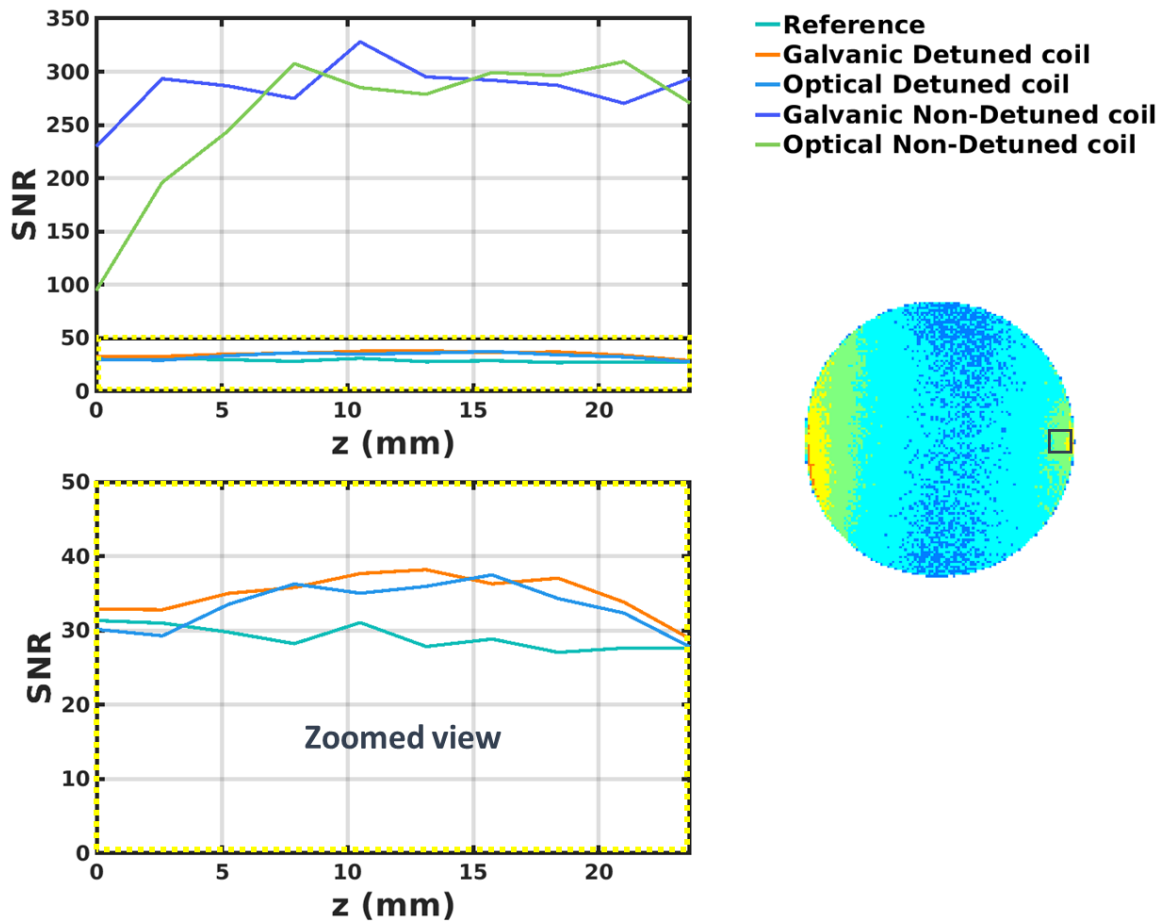 350
300
250
200
150
100
50
0
SNR
0 5 10 15 20
z (mm)
Reference
Galvanic Detuned coil
Optical Detuned coil
Galvanic Non-Detuned coil
Optical Non-Detuned coil
50
40
30
20
10
0
SNR
Zoomed view
0 5 10 15 20
z (mm)